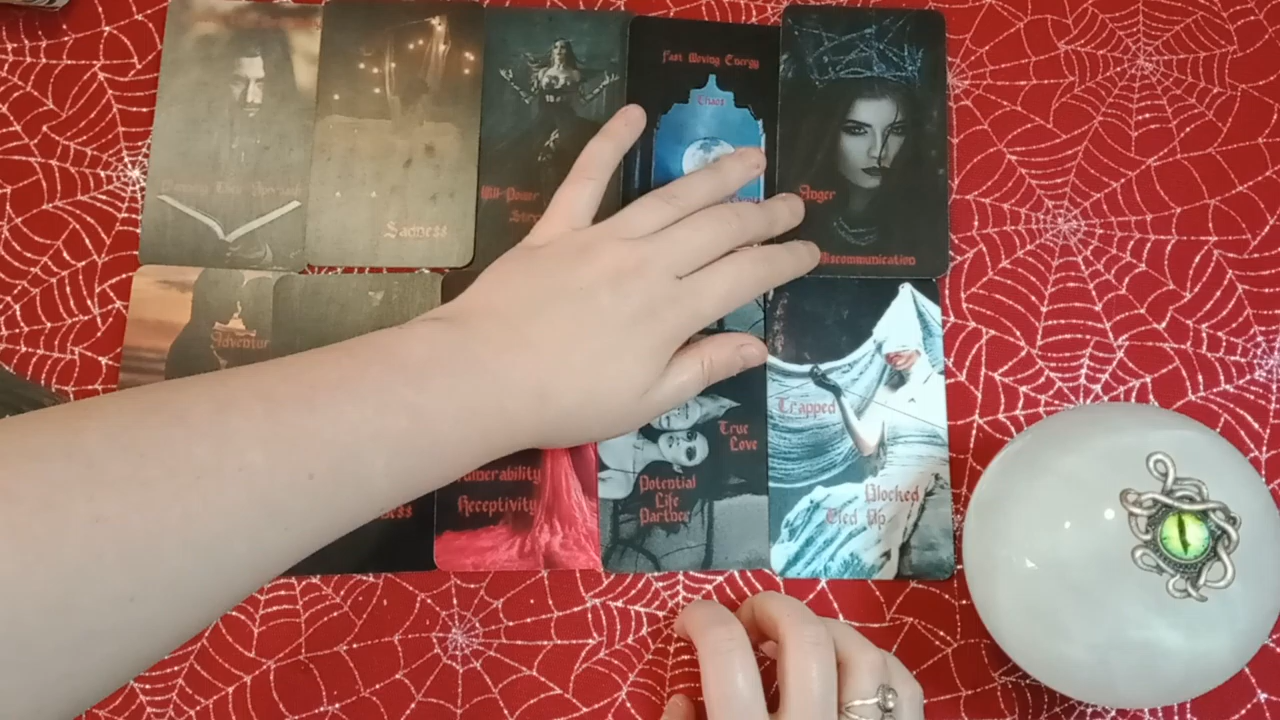 Sadness
Will-Power
Fast Moving Energy
Chaos
Anger
Miscommunication
Vulnerability
Receptivity
True
Love
Potential
Life
Partner
Trapped
Blocked
Tied Up